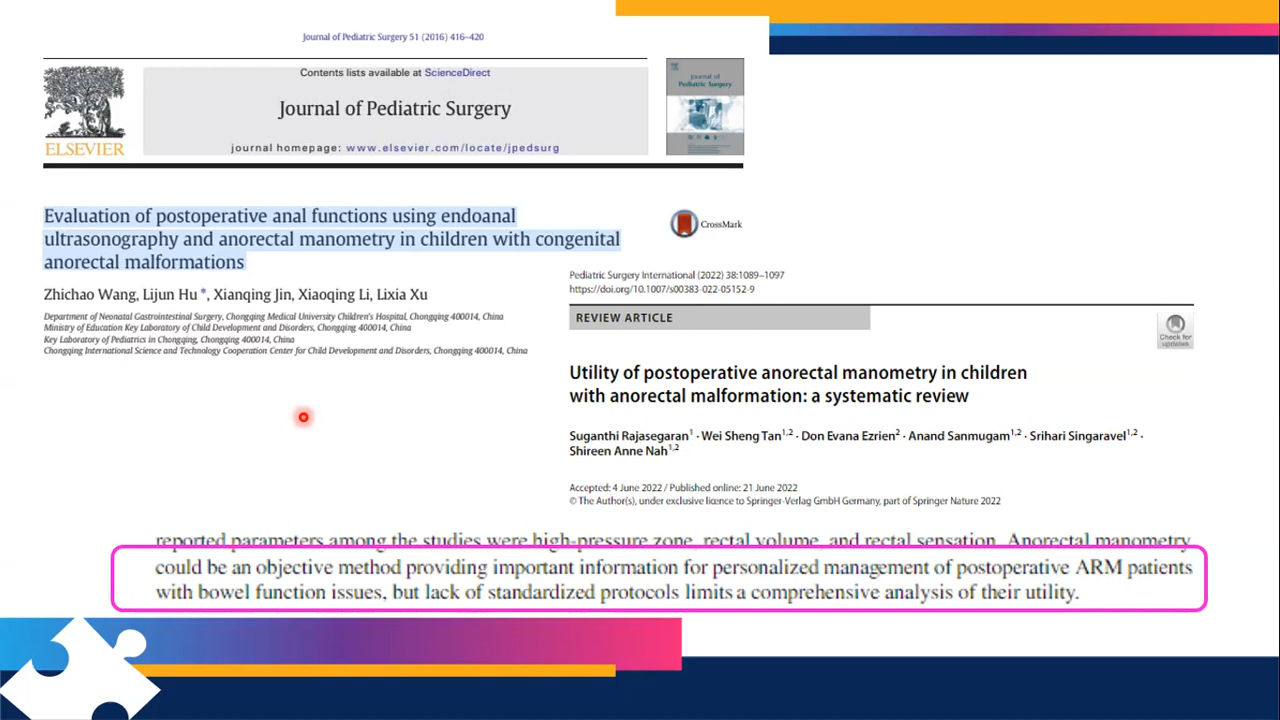 Journal of Pediatric Surgery 51 (2016) 416–420
Contents lists available at ScienceDirect
Journal of Pediatric Surgery
journal homepage: www.elsevier.com/locate/jpedsurg
ELSEVIER
Journal of
Pediatric Surgery
Evaluation of postoperative anal functions using endoanal
ultrasonography and anorectal manometry in children with congenital
anorectal malformations
CrossMark
Zhichao Wang, Lijun Hu *, Xianqing Jin, Xiaoqing Li, Lixia Xu
Department of Neonatal Gastrointestinal Surgery, Chongqing Medical University Children's Hospital, Chongqing 400014, China
Ministry of Education Key Laboratory of Child Development and Disorders, Chongqing 400014, China
Key Laboratory of Pediatrics in Chongqing, Chongqing 400014, China
Chongqing International Science and Technology Cooperation Center for Child Development and Disorders, Chongqing 400014, China
Pediatric Surgery International (2022) 38:1089–1097
https://doi.org/10.1007/s00383-022-05152-9
REVIEW ARTICLE
Check for
updates
Utility of postoperative anorectal manometry in children
with anorectal malformation: a systematic review
Suganthi Rajasegaran1 · Wei Sheng Tan1,2 · Don Evana Ezrien2 · Anand Sanmugam1,2 · Srihari Singaravel1,2 ·
Shireen Anne Nah1,2
Accepted: 4 June 2022 / Published online: 21 June 2022
© The Author(s), under exclusive licence to Springer-Verlag GmbH Germany, part of Springer Nature 2022
reported parameters among the studies were high-pressure zone, rectal volume, and rectal sensation. Anorectal manometry
could be an objective method providing important information for personalized management of postoperative ARM patients
with bowel function issues, but lack of standardized protocols limits a comprehensive analysis of their utility.